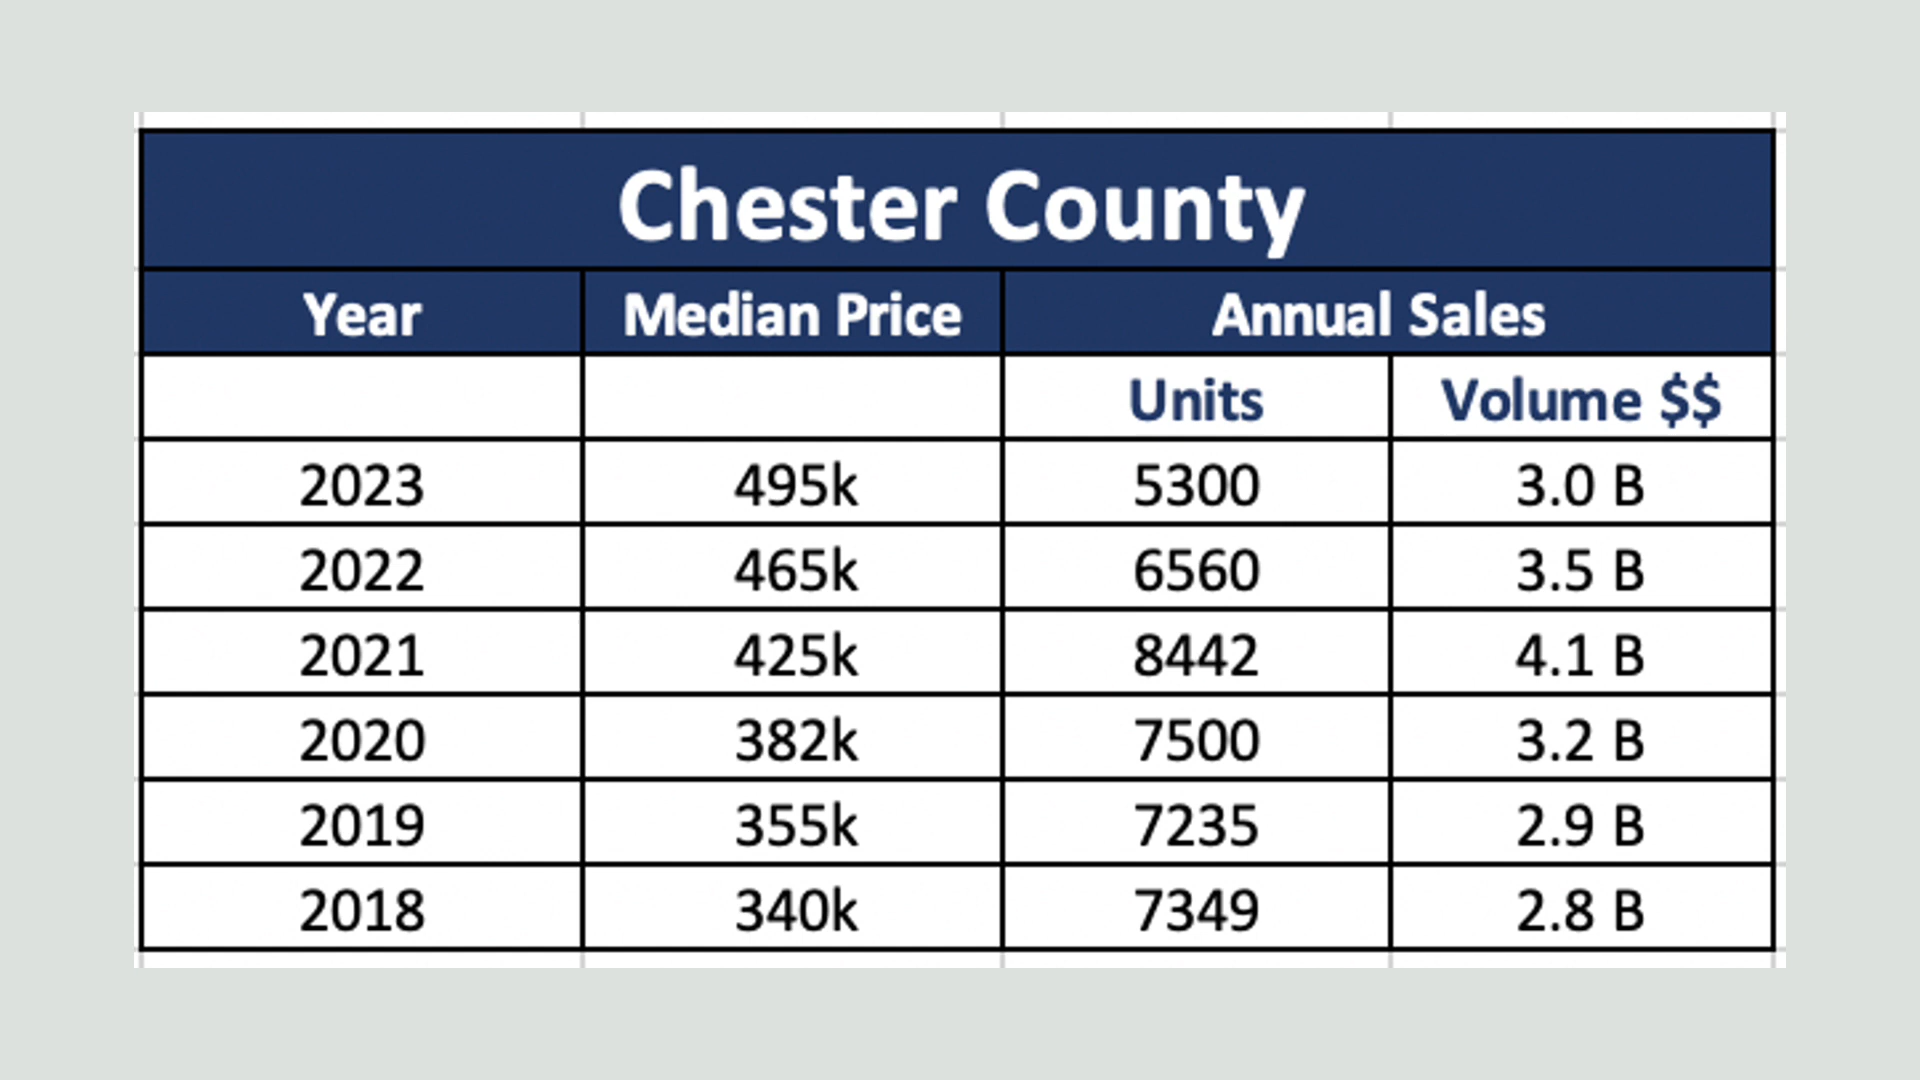 Chester County
Year Median Price Annual Sales
Units Volume $$
2023 495k 5300 3.0 B
2022 465k 6560 3.5 B
2021 425k 8442 4.1 B
2020 382k 7500 3.2 B
2019 355k 7235 2.9 B
2018 340k 7349 2.8 B